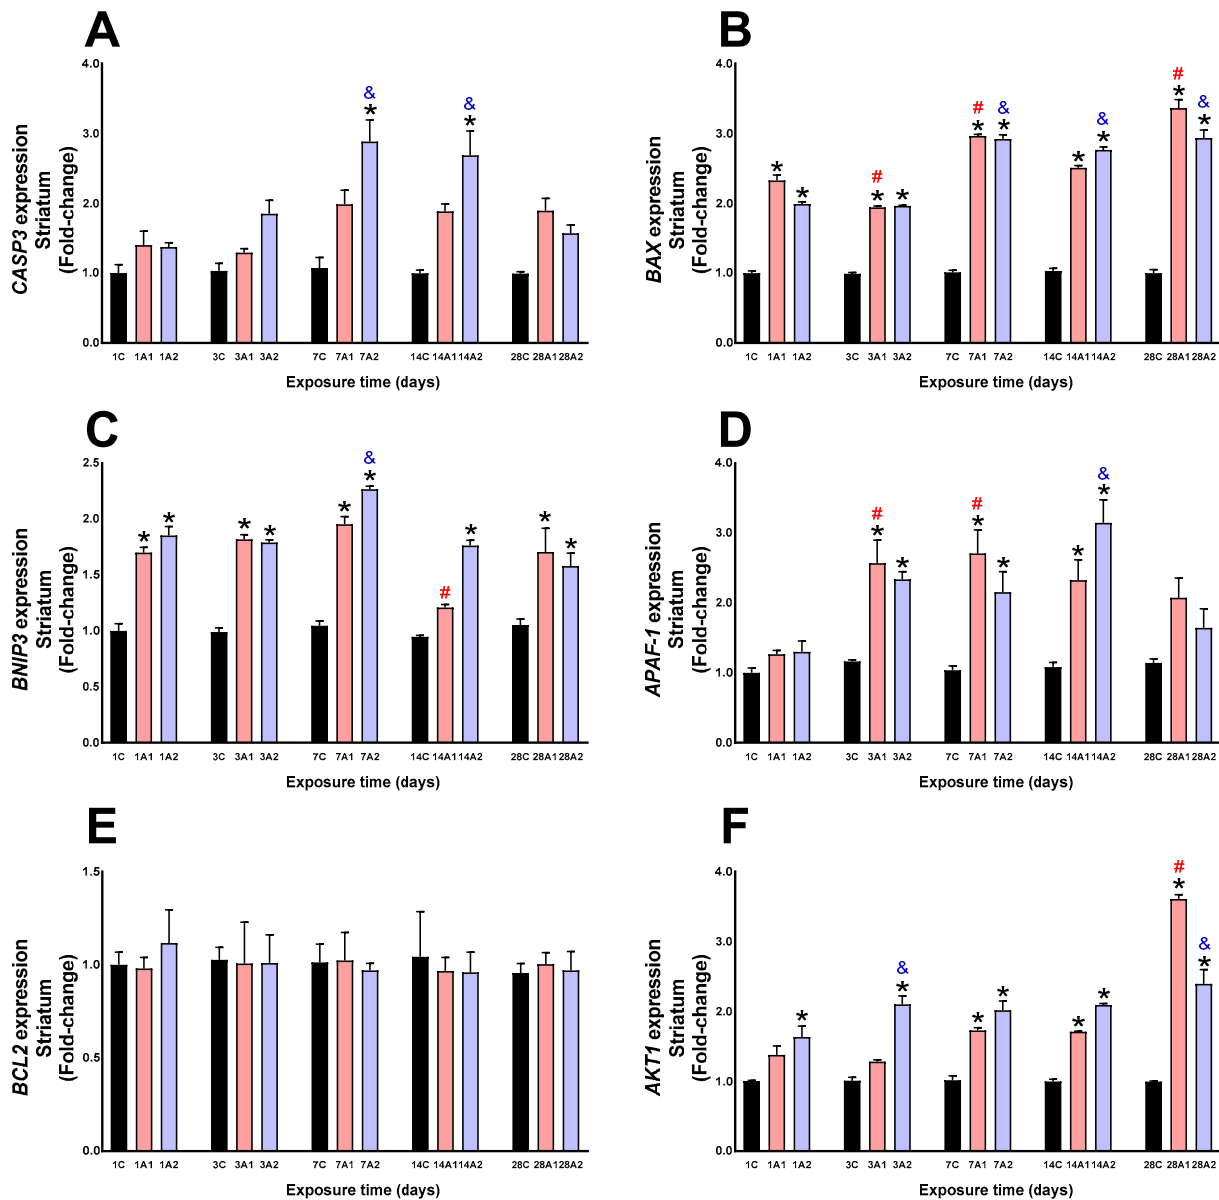 A
CASP3 expression
Striatum
(Fold-change)
4.0
3.0
2.0
1.0
0.0
&
*
&
*
1C 1A1 1A2 3C 3A1 3A2 7C 7A1 7A2 14C 14A1 14A2 28C 28A1 28A2
Exposure time (days)
B
BAX expression
Striatum
(Fold-change)
4.0
3.0
2.0
1.0
0.0
*
*
#
*
*
#
*
&
*
*
&
*
#
*
&
*
1C 1A1 1A2 3C 3A1 3A2 7C 7A1 7A2 14C 14A1 14A2 28C 28A1 28A2
Exposure time (days)
C
BNIP3 expression
Striatum
(Fold-change)
2.5
2.0
1.5
1.0
0.5
0.0
*
*
*
*
*
&
*
#
*
*
*
1C 1A1 1A2 3C 3A1 3A2 7C 7A1 7A2 14C 14A1 14A2 28C 28A1 28A2
Exposure time (days)
D
APAF-1 expression
Striatum
(Fold-change)
4.0
3.0
2.0
1.0
0.0
#
*
*
#
*
*
*
&
*
1C 1A1 1A2 3C 3A1 3A2 7C 7A1 7A2 14C 14A1 14A2 28C 28A1 28A2
Exposure time (days)
E
BCL2 expression
Striatum
(Fold-change)
1.5
1.0
0.5
0.0
1C 1A1 1A2 3C 3A1 3A2 7C 7A1 7A2 14C 14A1 14A2 28C 28A1 28A2
Exposure time (days)
F
AKT1 expression
Striatum
(Fold-change)
4.0
3.0
2.0
1.0
0.0
*
&
*
*
*
*
*
#
*
&
*
1C 1A1 1A2 3C 3A1 3A2 7C 7A1 7A2 14C 14A1 14A2 28C 28A1 28A2
Exposure time (days)